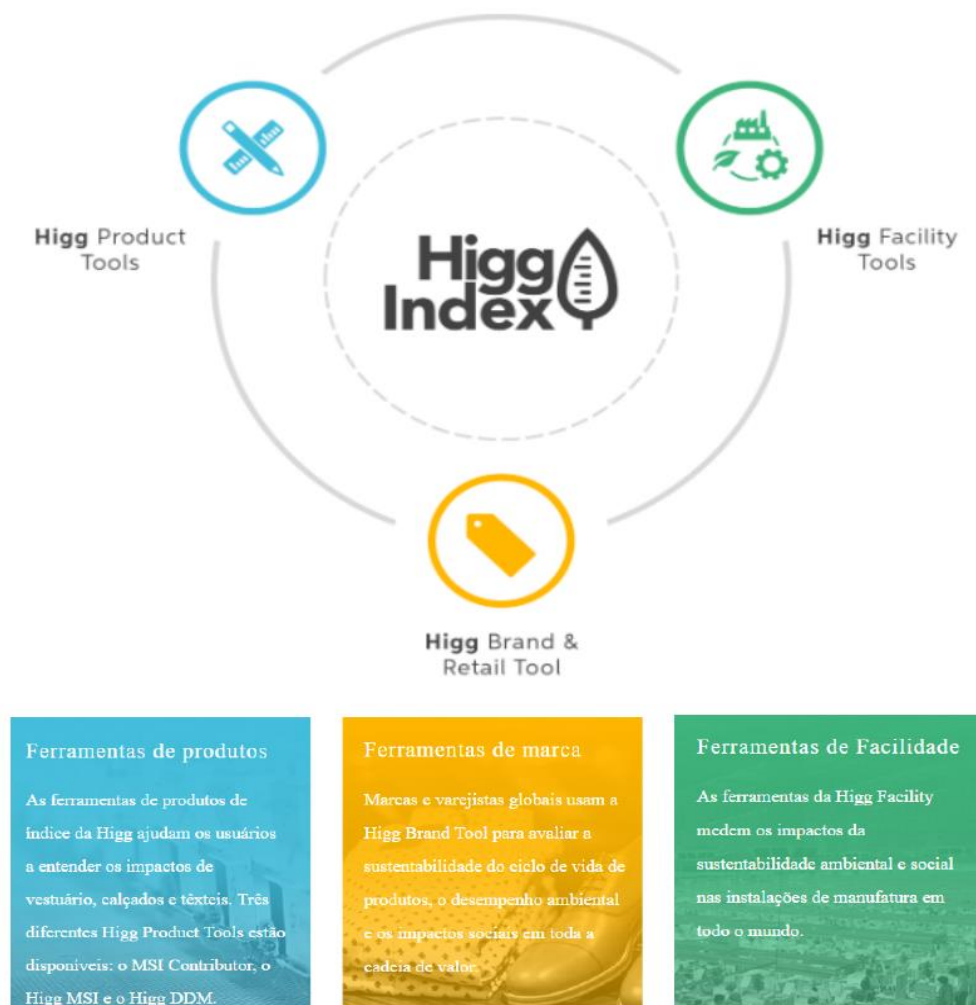 Higg Product
Tools
Higg
Index
Higg Facility
Tools
Higg Brand &
Retail Tool
Ferramentas de produtos
As ferramentas de produtos de
índice da Higg ajudam os usuários
a entender os impactos de
vestuário, calçados e têxteis. Três
diferentes Higg Product Tools estão
disponíveis: o MSI Contributor, o
Higg MSI e o Higg DDM.
Ferramentas de marca
Marcas e varejistas globais usam a
Higg Brand Tool para avaliar a
sustentabilidade do ciclo de vida de
produtos, o desempenho ambiental
e os impactos sociais em toda a
cadeia de valor.
Ferramentas de Facilidade
As ferramentas da Higg Facility
medem os impactos da
sustentabilidade ambiental e social
nas instalações de manufatura em
todo o mundo.